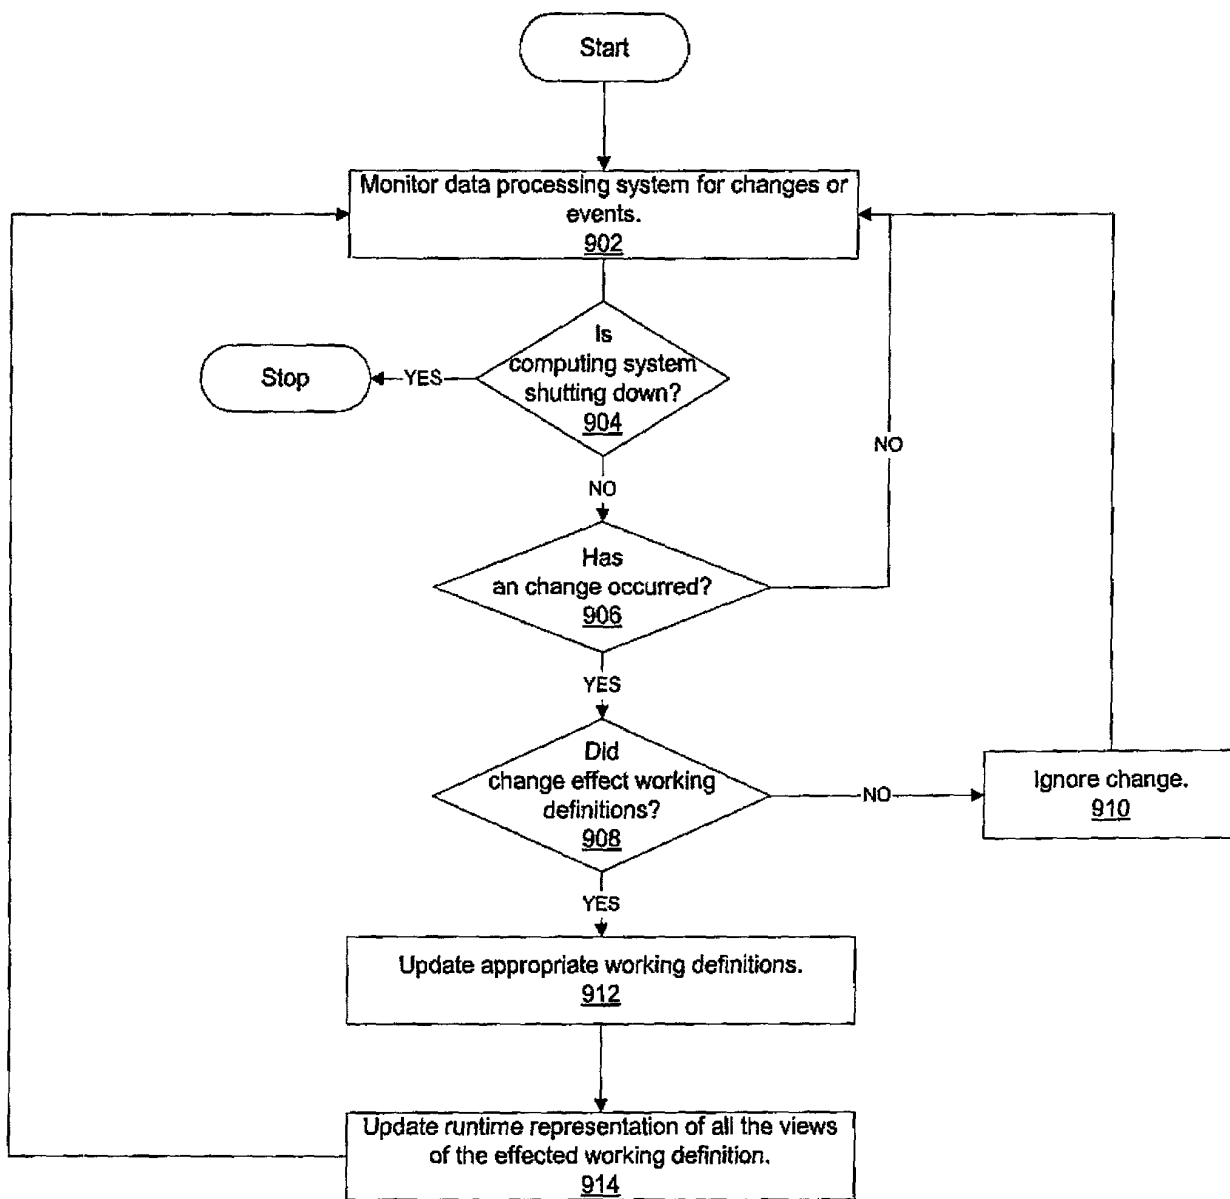 Start
Monitor data processing system for changes or
events.
902
Is
computing system
shutting down?
904
YES
Stop
NO
NO
Has
an change occurred?
906
YES
Did
change effect working
definitions?
908
NO
Ignore change.
910
YES
Update appropriate working definitions.
912
Update runtime representation of all the views
of the effected working definition.
914